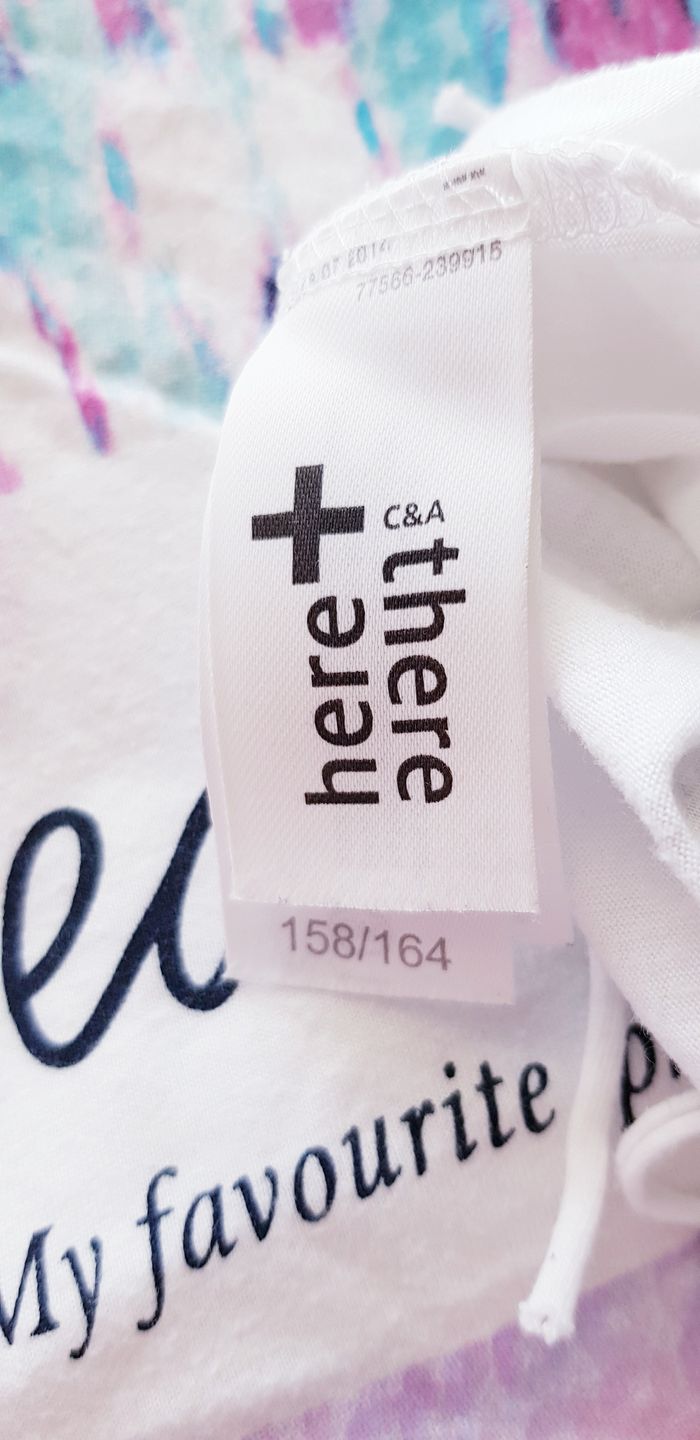 77566-239915
C&A
here+
there
158/164
My favourite